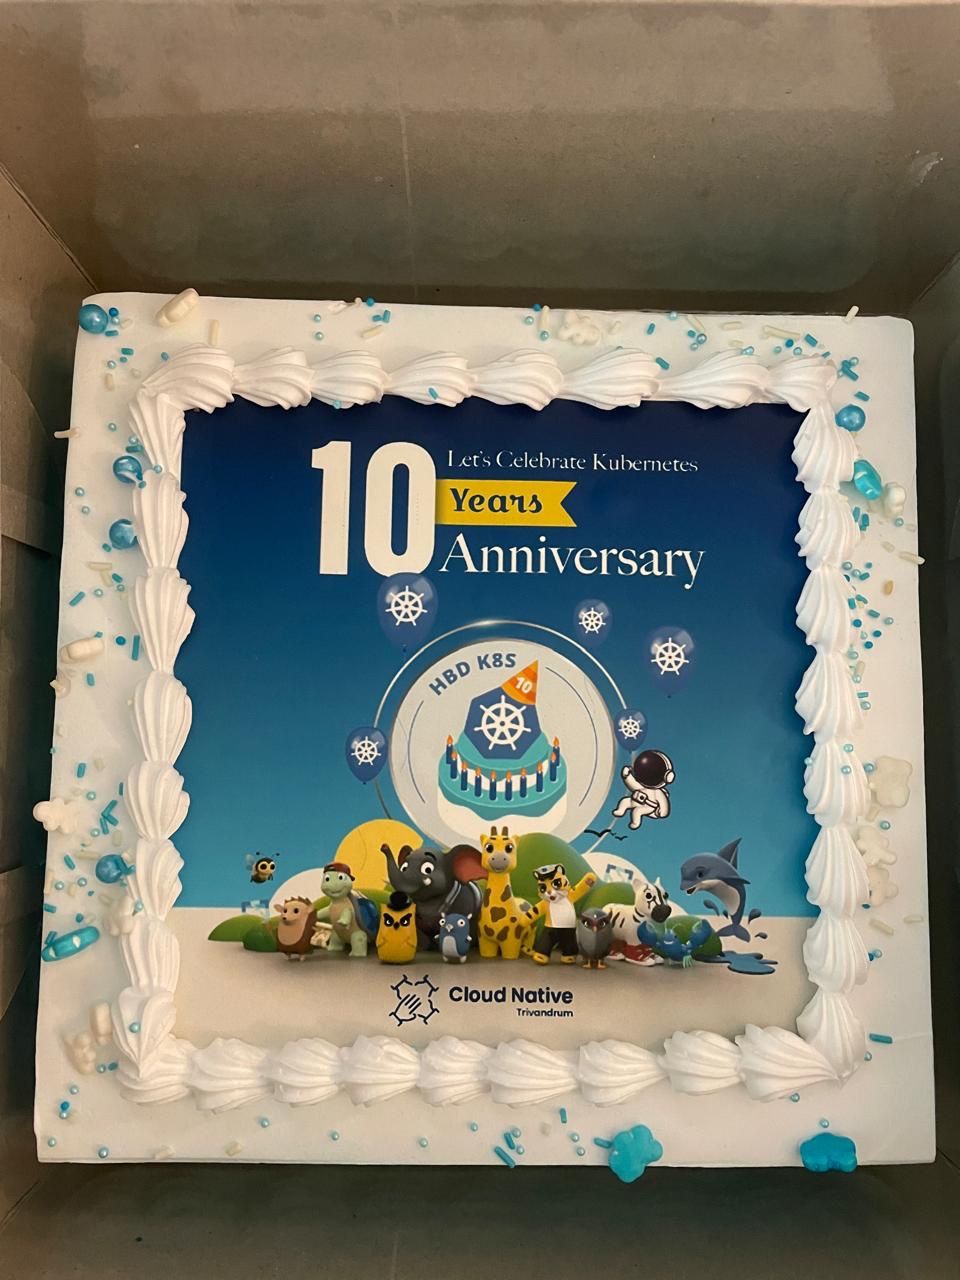 10
Let's Celebrate Kubernetes
Years
Anniversary
HBD K8S
10
Cloud Native
Trivandrum